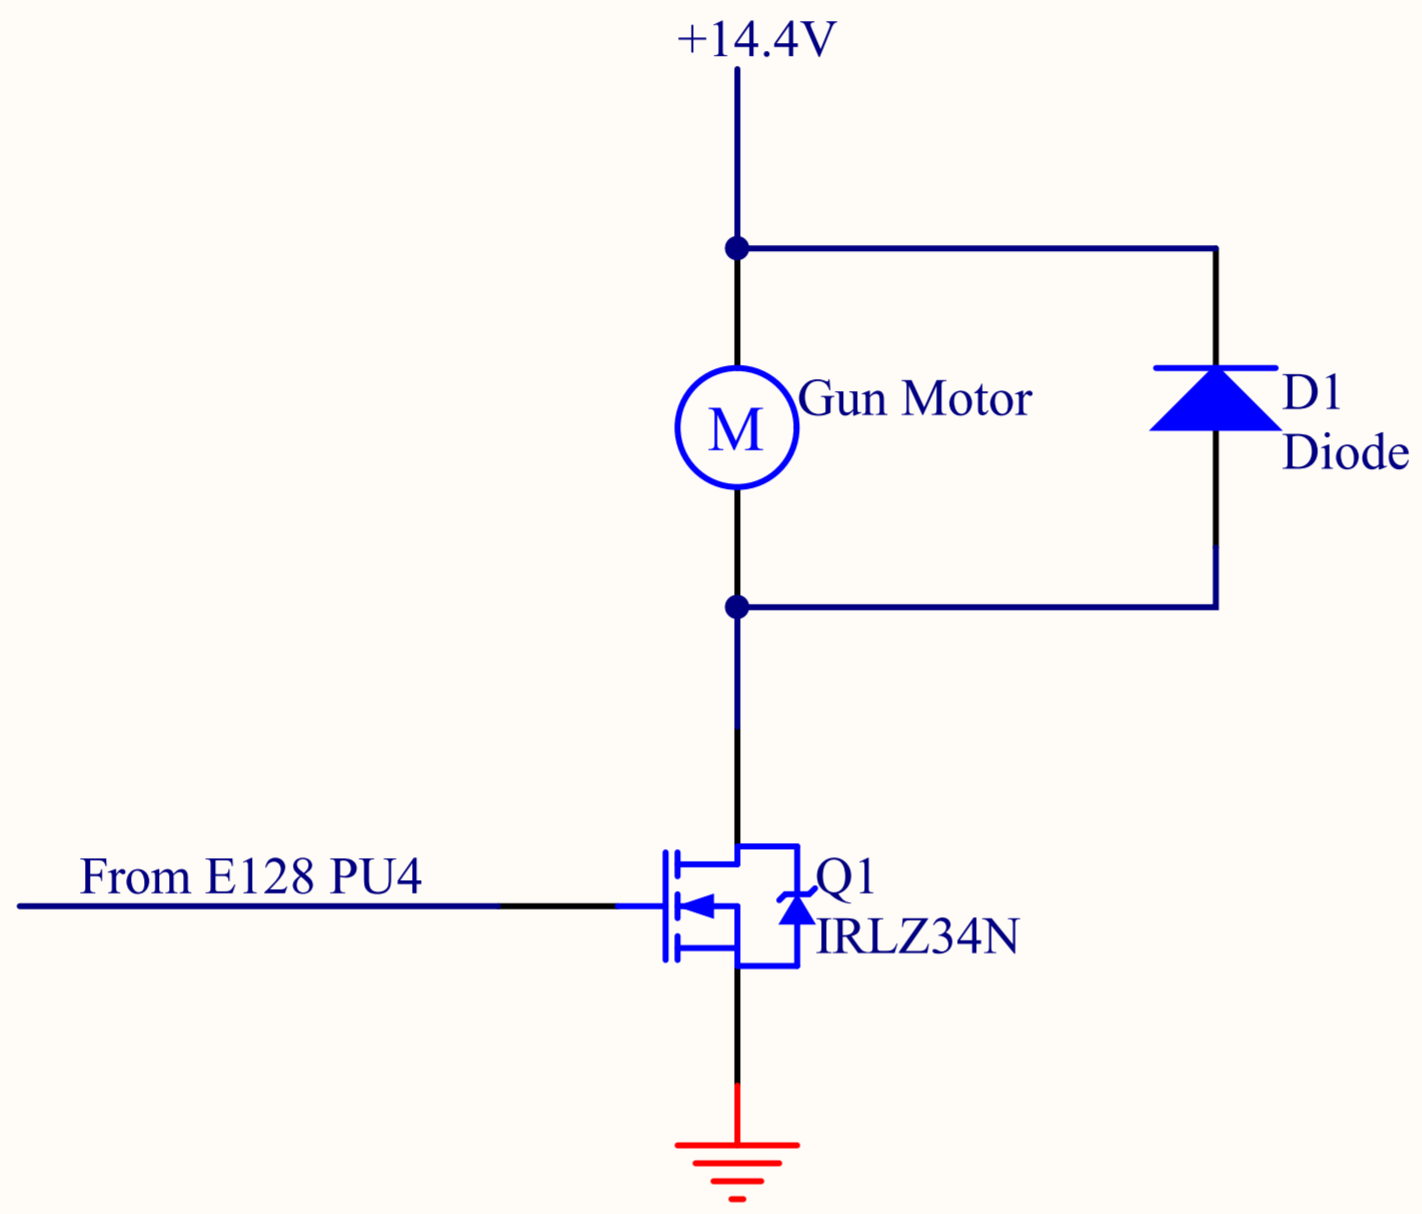 +14.4V
Gun Motor
M
D1
Diode
From E128 PU4
Q1
IRLZ34N